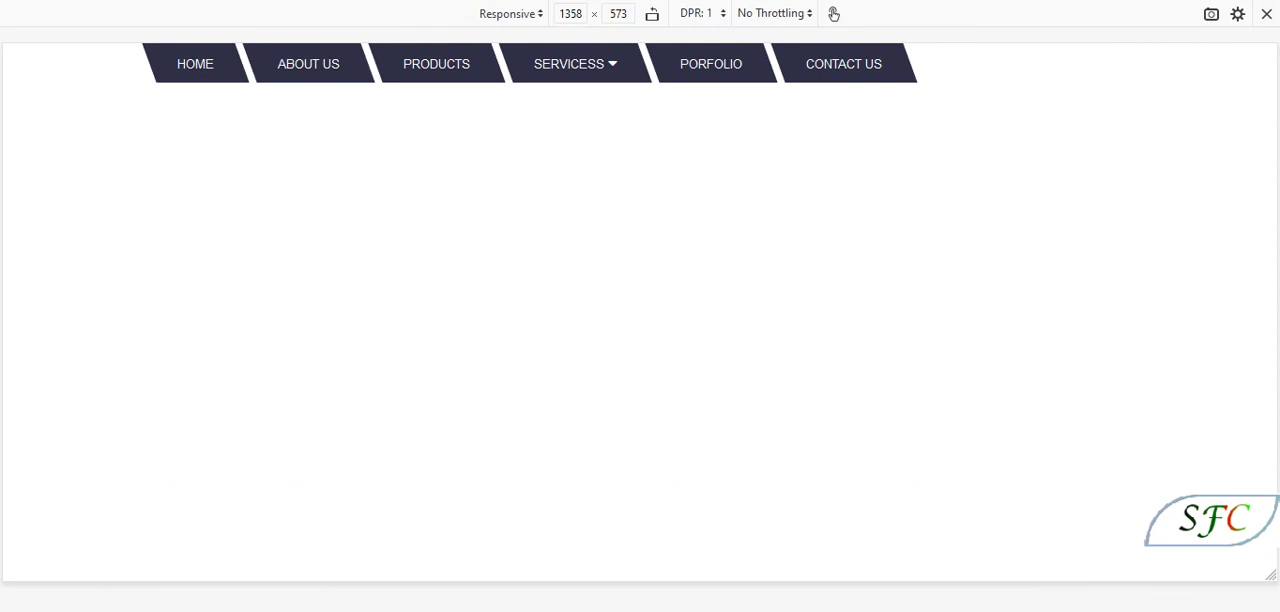 Responsive 1358 × 573 DPR: 1 No Throttling
HOME ABOUT US PRODUCTS SERVICESS PORFOLIO CONTACT US
SFC